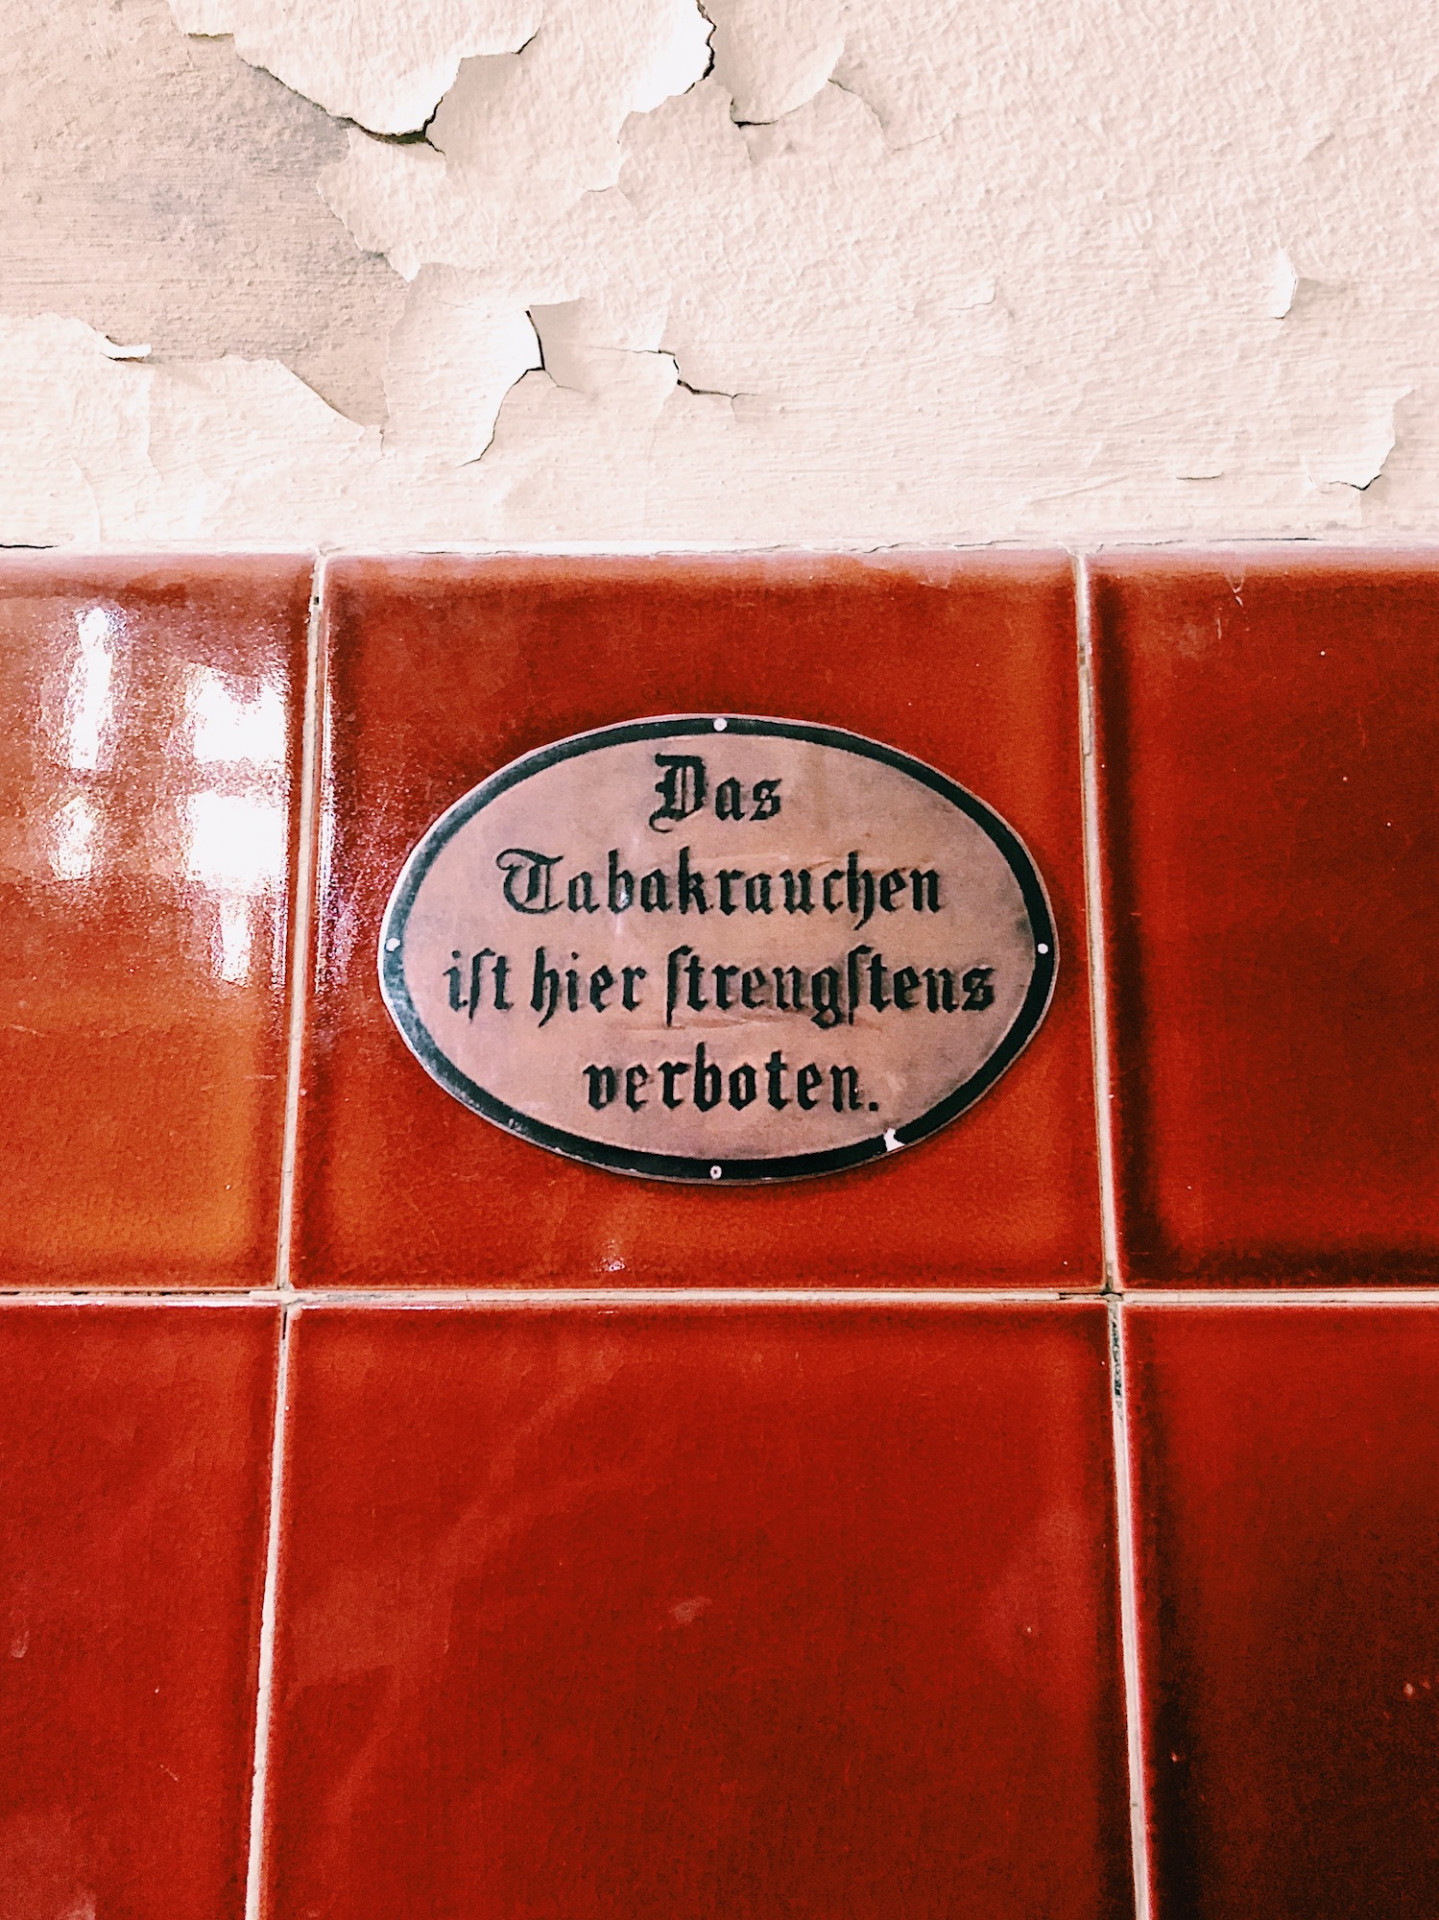 Das
Tabakrauchen
iſt hier ſtrengſtens
verboten.